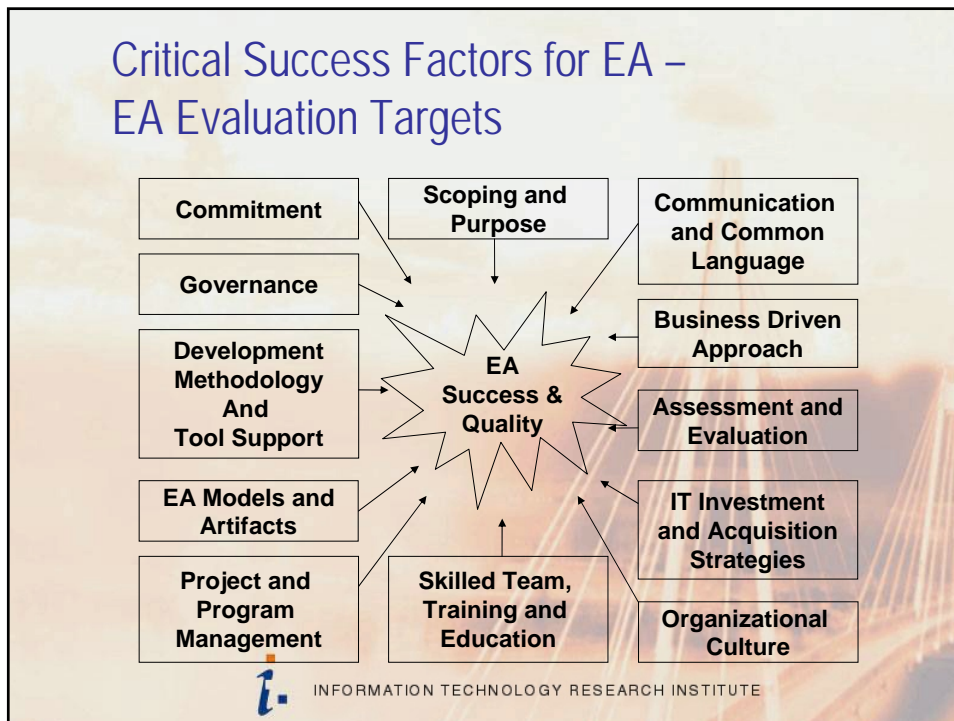 Critical Success Factors for EA –
EA Evaluation Targets
Commitment
Scoping and
Purpose
Communication
and Common
Language
Governance
Business Driven
Approach
Development
Methodology
And
Tool Support
EA
Success &
Quality
Assessment and
Evaluation
EA Models and
Artifacts
IT Investment
and Acquisition
Strategies
Project and
Program
Management
Skilled Team,
Training and
Education
Organizational
Culture
i. INFORMATION TECHNOLOGY RESEARCH INSTITUTE